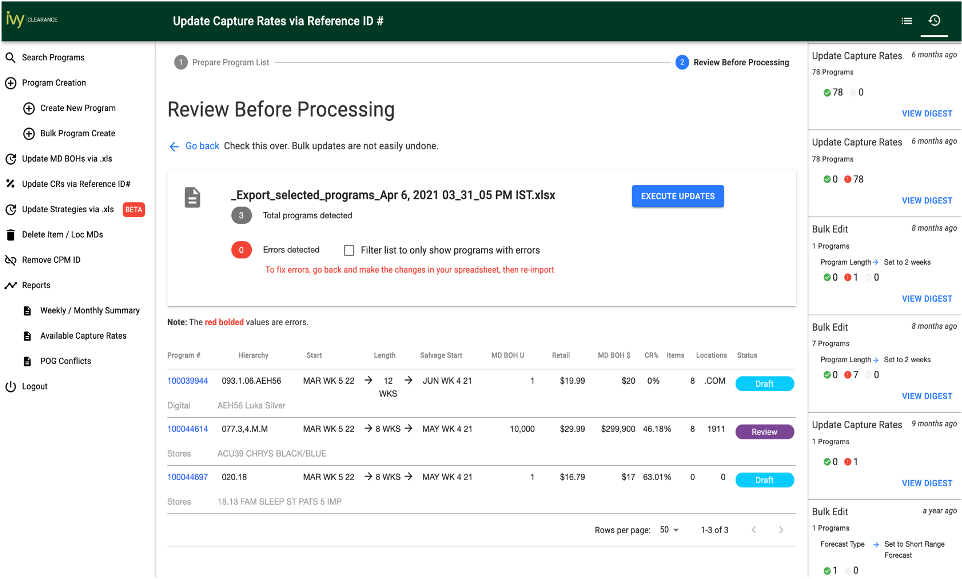 ivy CLEARANCE
Update Capture Rates via Reference ID #
Search Programs
Program Creation
Create New Program
Bulk Program Create
Update MD BOHs via .xls
Update CRs via Reference ID#
Update Strategies via .xls BETA
Delete Item / Loc MDs
Remove CPM ID
Reports
Weekly / Monthly Summary
Available Capture Rates
POG Conflicts
Logout
1 Prepare Program List
2 Review Before Processing
Review Before Processing
Go back Check this over. Bulk updates are not easily undone.
_Export_selected_programs_Apr 6, 2021 03_31_05 PM IST.xlsx
EXECUTE UPDATES
3 Total programs detected
0 Errors detected Filter list to only show programs with errors
To fix errors, go back and make the changes in your spreadsheet, then re-import
Note: The red bolded values are errors.
Program # Hierarchy Start Length Salvage Start MD BOH U Retail MD BOH $ CR% Items Locations Status
100039944 093.1.06.AEH56 MAR WK 5 22 → 12 → JUN WK 4 21 1 $19.99 $20 0% 8 .COM Draft
WKS
Digital AEH56 Luka Silver
100044614 077.3,4.M.M MAR WK 5 22 → 8 WKS → MAY WK 4 21 10,000 $29.99 $299,900 46.18% 8 1911 Review
Stores ACU39 CHRYS BLACK/BLUE
100044697 020.18 MAR WK 5 22 → 8 WKS → MAY WK 4 21 1 $16.79 $17 63.01% 0 0 Draft
Stores 18.13 FAM SLEEP ST PATS 5 IMP
Rows per page: 50 1-3 of 3
Update Capture Rates 6 months ago
78 Programs
78 0
VIEW DIGEST
Update Capture Rates 6 months ago
78 Programs
0 78
VIEW DIGEST
Bulk Edit 8 months ago
1 Programs
Program Length → Set to 2 weeks
0 1 0
VIEW DIGEST
Bulk Edit 8 months ago
7 Programs
Program Length → Set to 2 weeks
0 7 0
VIEW DIGEST
Update Capture Rates 9 months ago
1 Programs
0 1
VIEW DIGEST
Bulk Edit a year ago
1 Programs
Forecast Type → Set to Short Range
Forecast
1 0